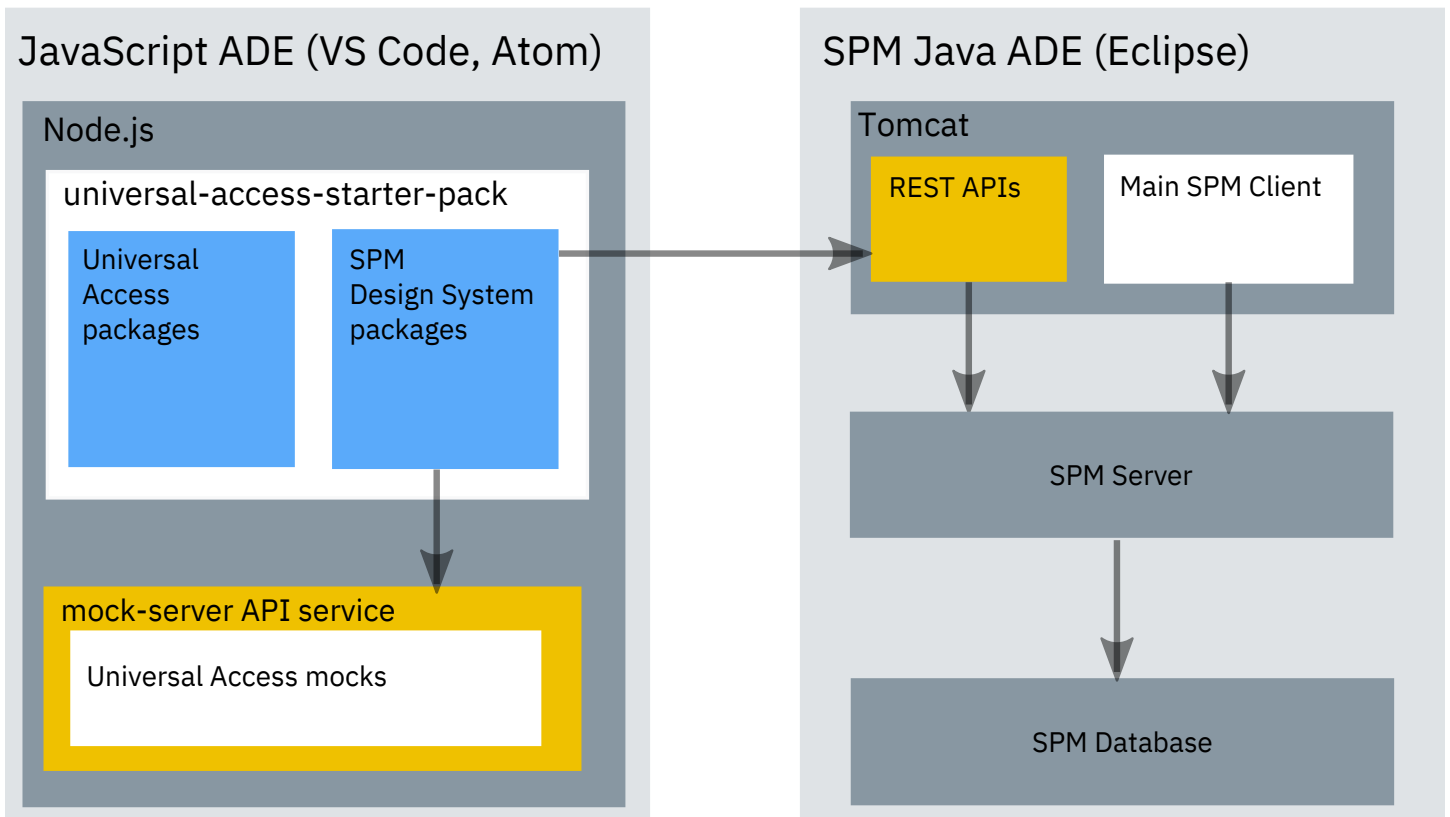 JavaScript ADE (VS Code, Atom)
Node.js
universal-access-starter-pack
Universal
Access
packages
SPM
Design System
packages
mock-server API service
Universal Access mocks
SPM Java ADE (Eclipse)
Tomcat
REST APIs
Main SPM Client
SPM Server
SPM Database